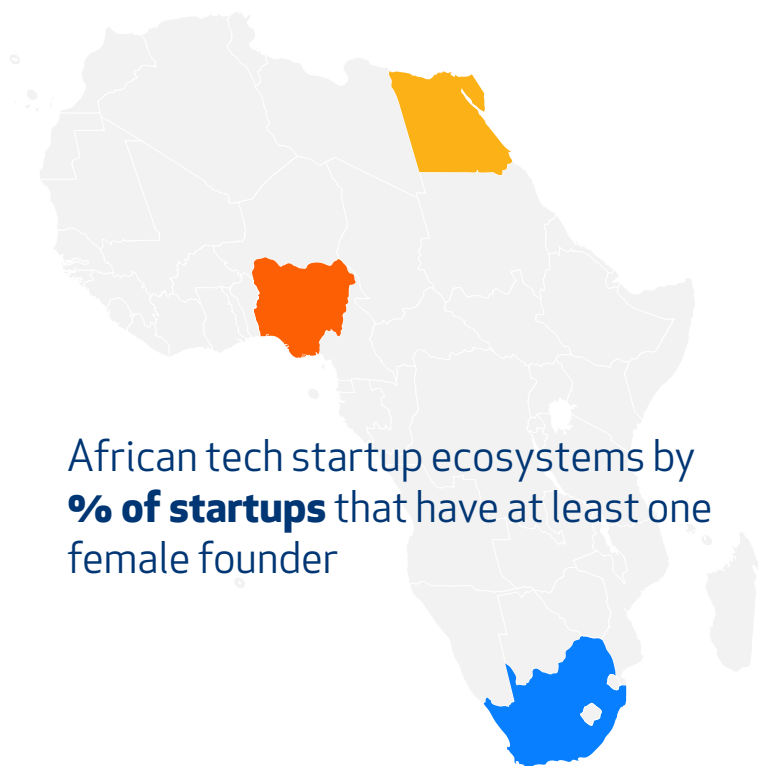 African tech startup ecosystems by
% of startups that have at least one
female founder